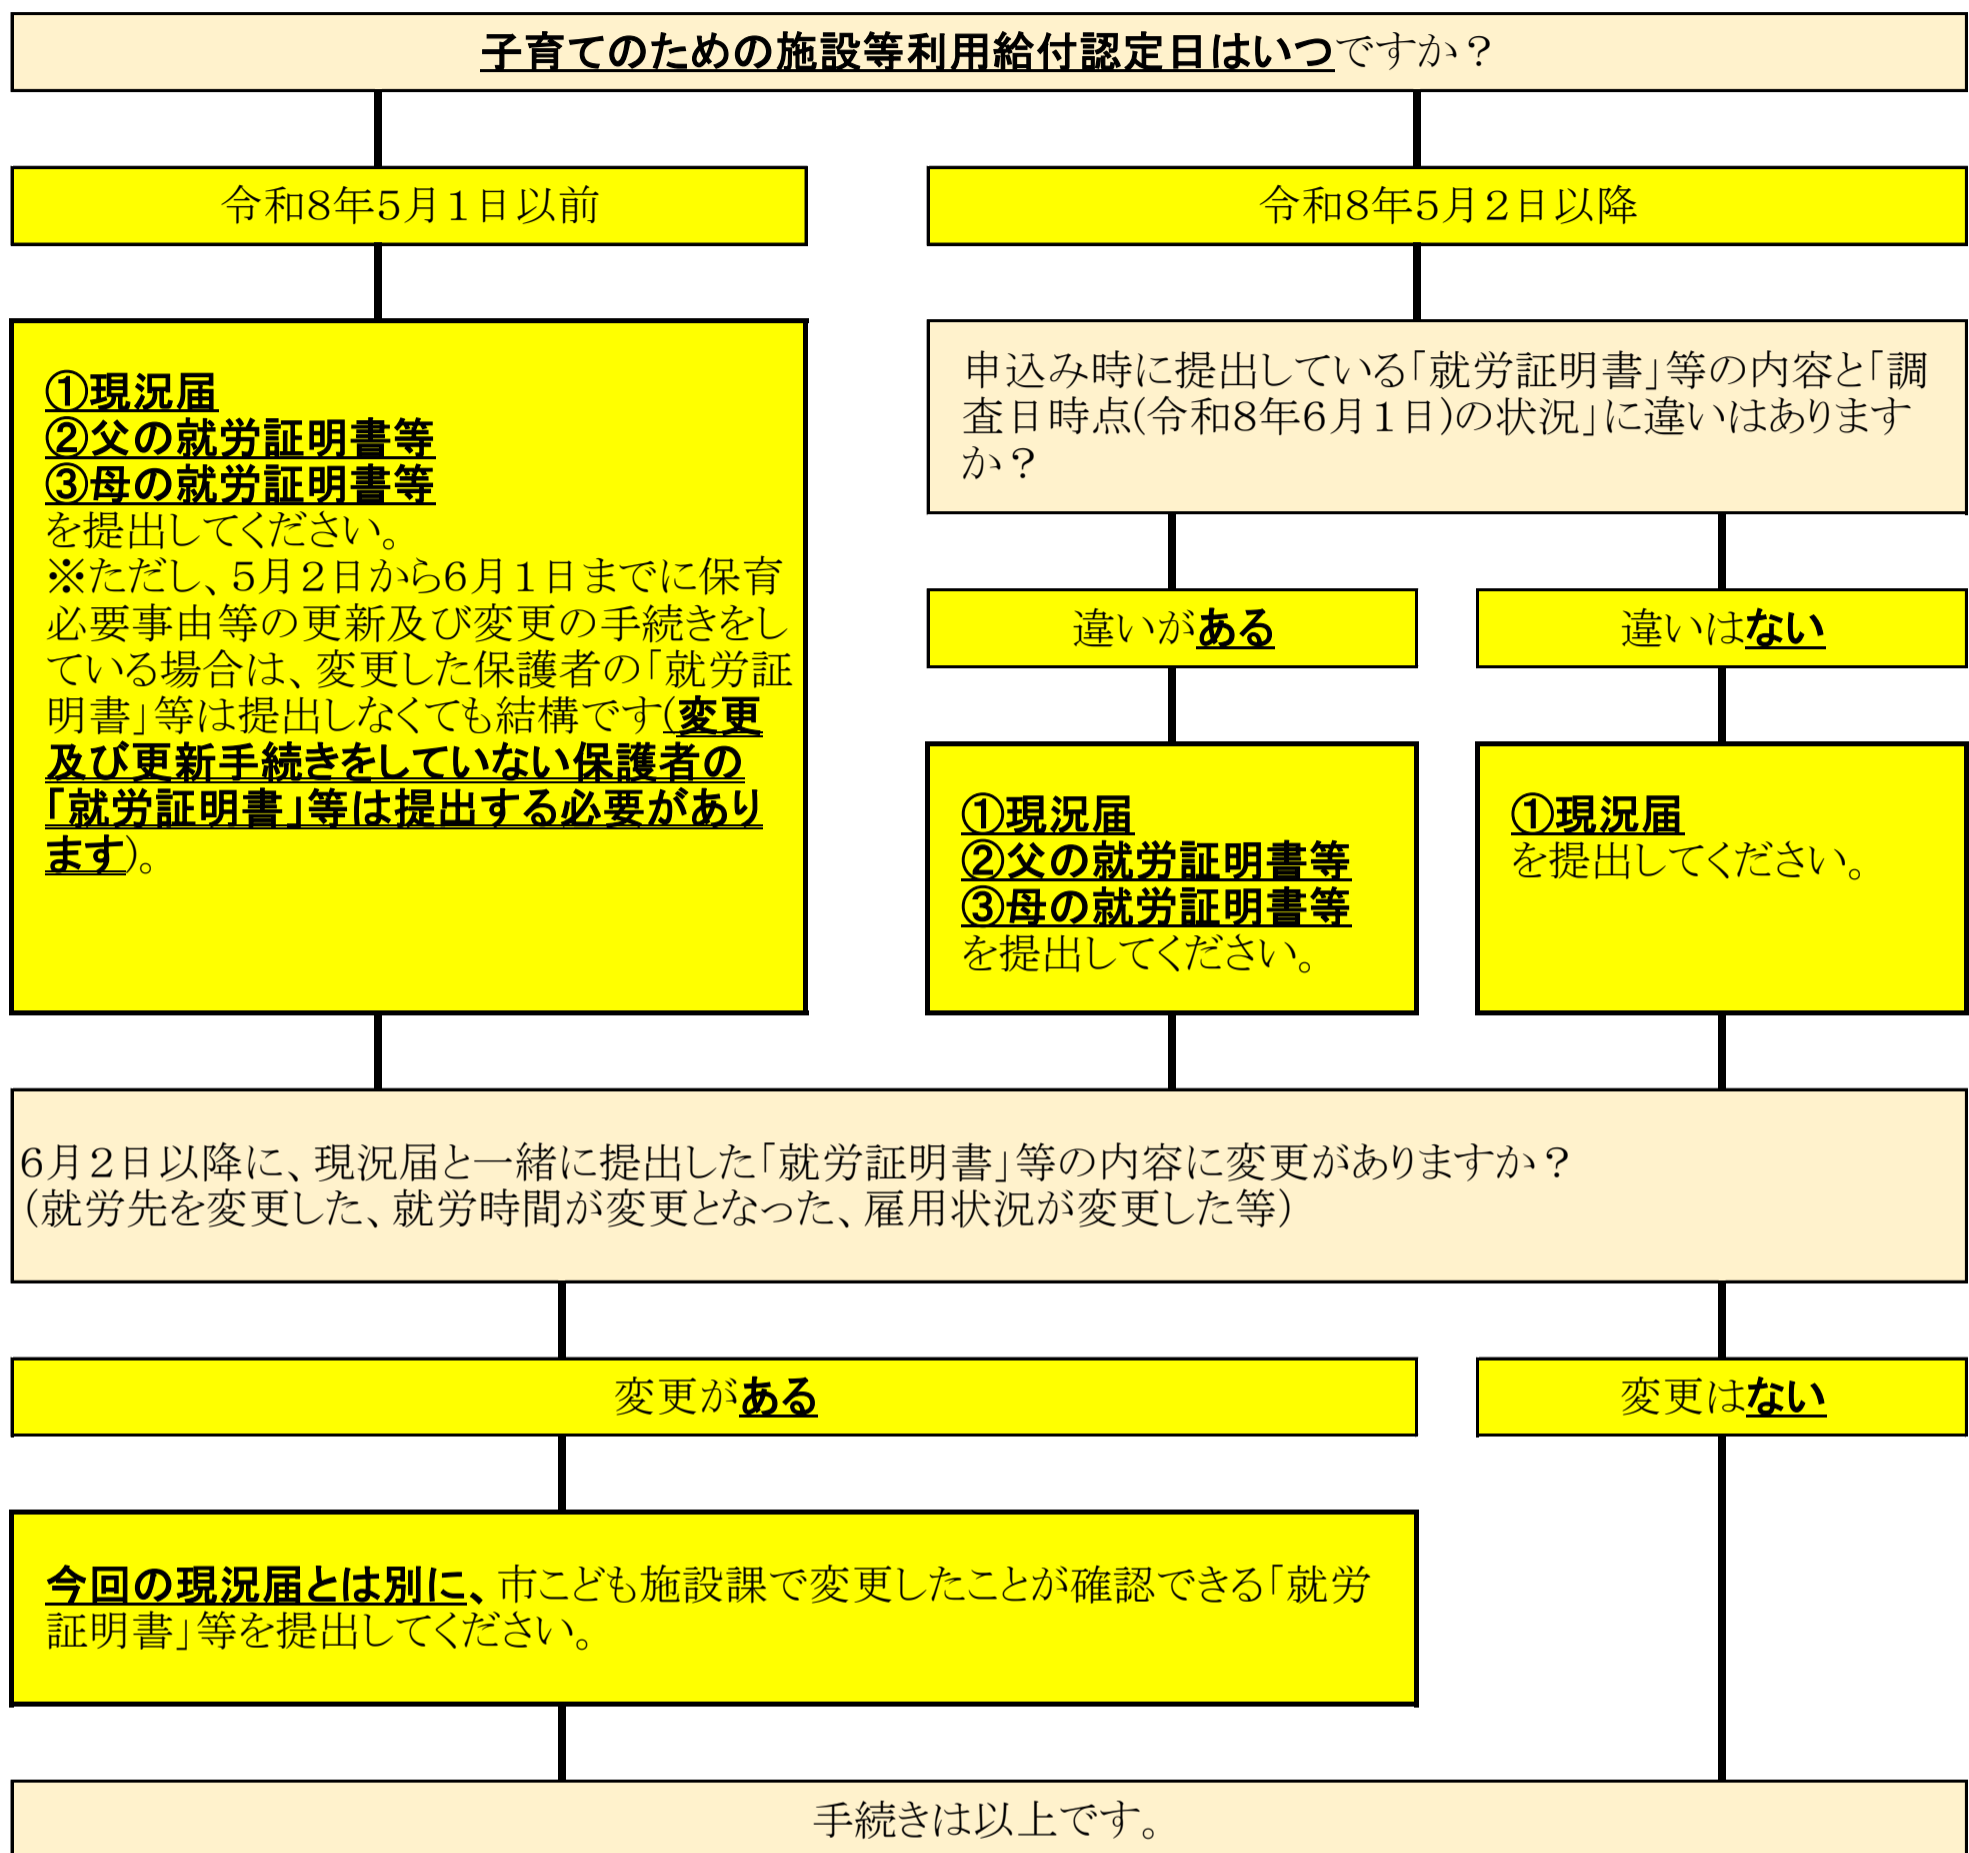 子育てのための施設等利用給付認定日はいつですか？
令和8年5月１日以前
令和8年5月２日以降
①現況届
②父の就労証明書等
③母の就労証明書等
を提出してください。
※ただし、5月２日から6月１日までに保育
必要事由等の更新及び変更の手続きをし
ている場合は、変更した保護者の「就労証
明書」等は提出しなくても結構です(変更
及び更新手続きをしていない保護者の
「就労証明書」等は提出する必要があり
ます)。
申込み時に提出している「就労証明書」等の内容と「調
査日時点(令和8年6月１日)の状況」に違いはあります
か？
違いがある
違いはない
①現況届
②父の就労証明書等
③母の就労証明書等
を提出してください。
①現況届
を提出してください。
6月２日以降に、現況届と一緒に提出した「就労証明書」等の内容に変更がありますか？
（就労先を変更した、就労時間が変更となった、雇用状況が変更した等）
変更がある
変更はない
今回の現況届とは別に、市こども施設課で変更したことが確認できる「就労
証明書」等を提出してください。
手続きは以上です。